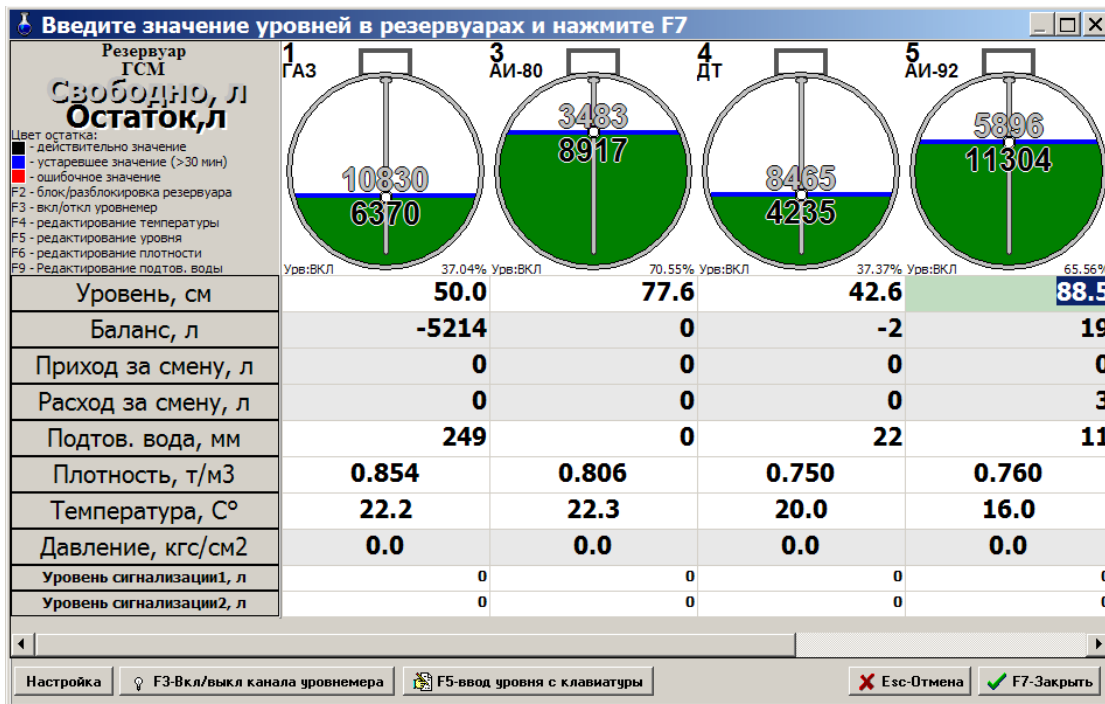 Введите значение уровней в резервуарах и нажмите F7
Резервуар
ГСМ
Свободно, л
Остаток,л
Цвет остатка:
- действительно значение
- устаревшее значение (>30 мин)
- ошибочное значение
F2 - блок/разблокировка резервуара
F3 - вкл/откл уровнемер
F4 - редактирование температуры
F5 - редактирование уровня
F6 - редактирование плотности
F9 - Редактирование подтов. воды
1
ГАЗ
10830
6370
Урв:ВКЛ 37.04%
3
АИ-80
3483
8917
Урв:ВКЛ 70.55%
4
ДТ
8465
4235
Урв:ВКЛ 37.37%
5
АИ-92
5896
11304
Урв:ВКЛ 65.56%
Уровень, см 50.0 77.6 42.6 88.5
Баланс, л -5214 0 -2 19
Приход за смену, л 0 0 0 0
Расход за смену, л 0 0 0 3
Подтов. вода, мм 249 0 22 11
Плотность, т/м3 0.854 0.806 0.750 0.760
Температура, С° 22.2 22.3 20.0 16.0
Давление, кгс/см2 0.0 0.0 0.0 0.0
Уровень сигнализации1, л 0 0 0 0
Уровень сигнализации2, л 0 0 0 0
Настройка F3-Вкл/выкл канала уровнемера F5-ввод уровня с клавиатуры Esc-Отмена F7-Закрыть